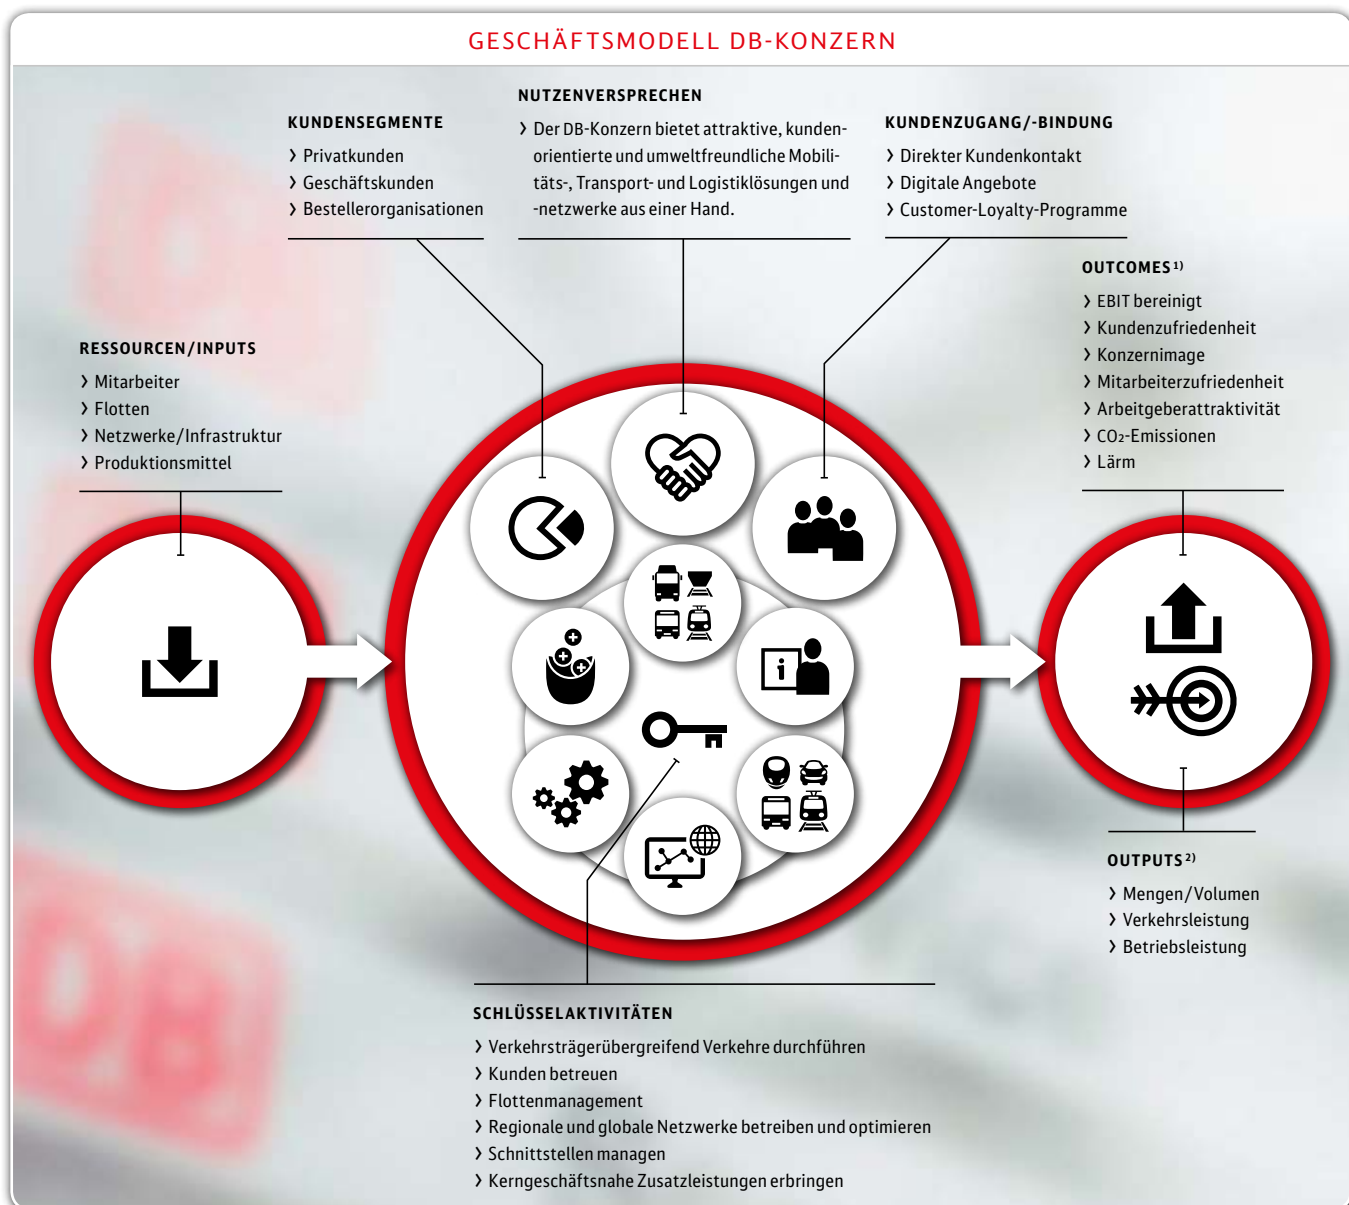 GESCHÄFTSMODELL DB-KONZERN
KUNDENSEGMENTE
› Privatkunden
› Geschäftskunden
› Bestellerorganisationen
NUTZENVERSPRECHEN
› Der DB-Konzern bietet attraktive, kunden-
orientierte und umweltfreundliche Mobili-
täts-, Transport- und Logistiklösungen und
-netzwerke aus einer Hand.
KUNDENZUGANG/-BINDUNG
› Direkter Kundenkontakt
› Digitale Angebote
› Customer-Loyalty-Programme
RESSOURCEN/INPUTS
› Mitarbeiter
› Flotten
› Netzwerke/Infrastruktur
› Produktionsmittel
OUTCOMES 1)
› EBIT bereinigt
› Kundenzufriedenheit
› Konzernimage
› Mitarbeiterzufriedenheit
› Arbeitgeberattraktivität
› CO2-Emissionen
› Lärm
i
OUTPUTS 2)
› Mengen/Volumen
› Verkehrsleistung
› Betriebsleistung
SCHLÜSSELAKTIVITÄTEN
› Verkehrsträgerübergreifend Verkehre durchführen
› Kunden betreuen
› Flottenmanagement
› Regionale und globale Netzwerke betreiben und optimieren
› Schnittstellen managen
› Kerngeschäftsnahe Zusatzleistungen erbringen
DB